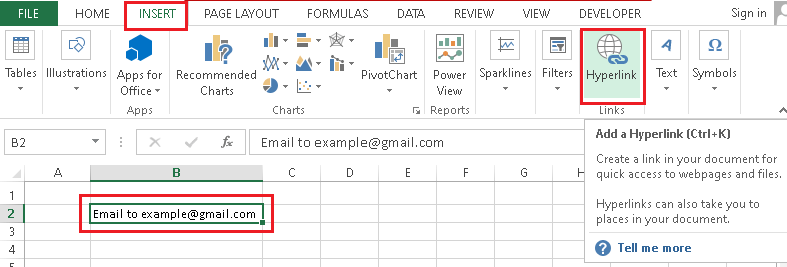 FILE HOME INSERT PAGE LAYOUT FORMULAS DATA REVIEW VIEW DEVELOPER Sign in
Tables Illustrations Apps for Office Recommended Charts PivotChart Power View Sparklines Filters Hyperlink Text Symbols
Apps Charts Reports Links
B2 fx Email to example@gmail.com
A B C D E F G H
1
2 Email to example@gmail.com
3
4
5
Add a Hyperlink (Ctrl+K)
Create a link in your document for
quick access to webpages and files.
Hyperlinks can also take you to
places in your document.
? Tell me more